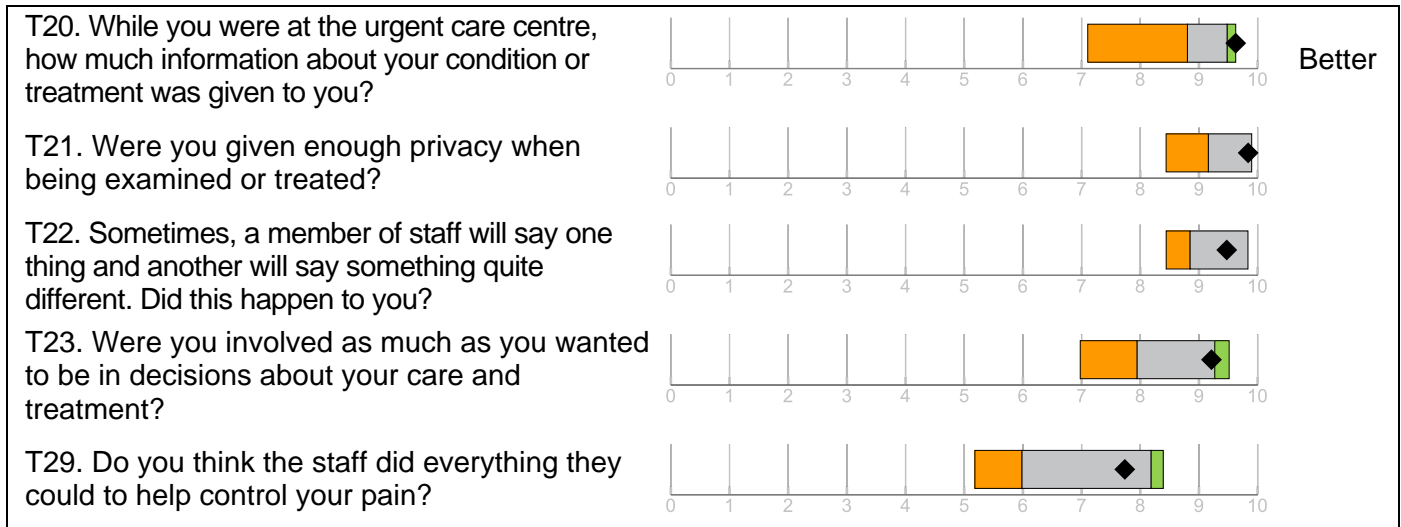 T20. While you were at the urgent care centre,
how much information about your condition or
treatment was given to you?
0 1 2 3 4 5 6 7 8 9 10
Better
T21. Were you given enough privacy when
being examined or treated?
0 1 2 3 4 5 6 7 8 9 10
T22. Sometimes, a member of staff will say one
thing and another will say something quite
different. Did this happen to you?
0 1 2 3 4 5 6 7 8 9 10
T23. Were you involved as much as you wanted
to be in decisions about your care and
treatment?
0 1 2 3 4 5 6 7 8 9 10
T29. Do you think the staff did everything they
could to help control your pain?
0 1 2 3 4 5 6 7 8 9 10